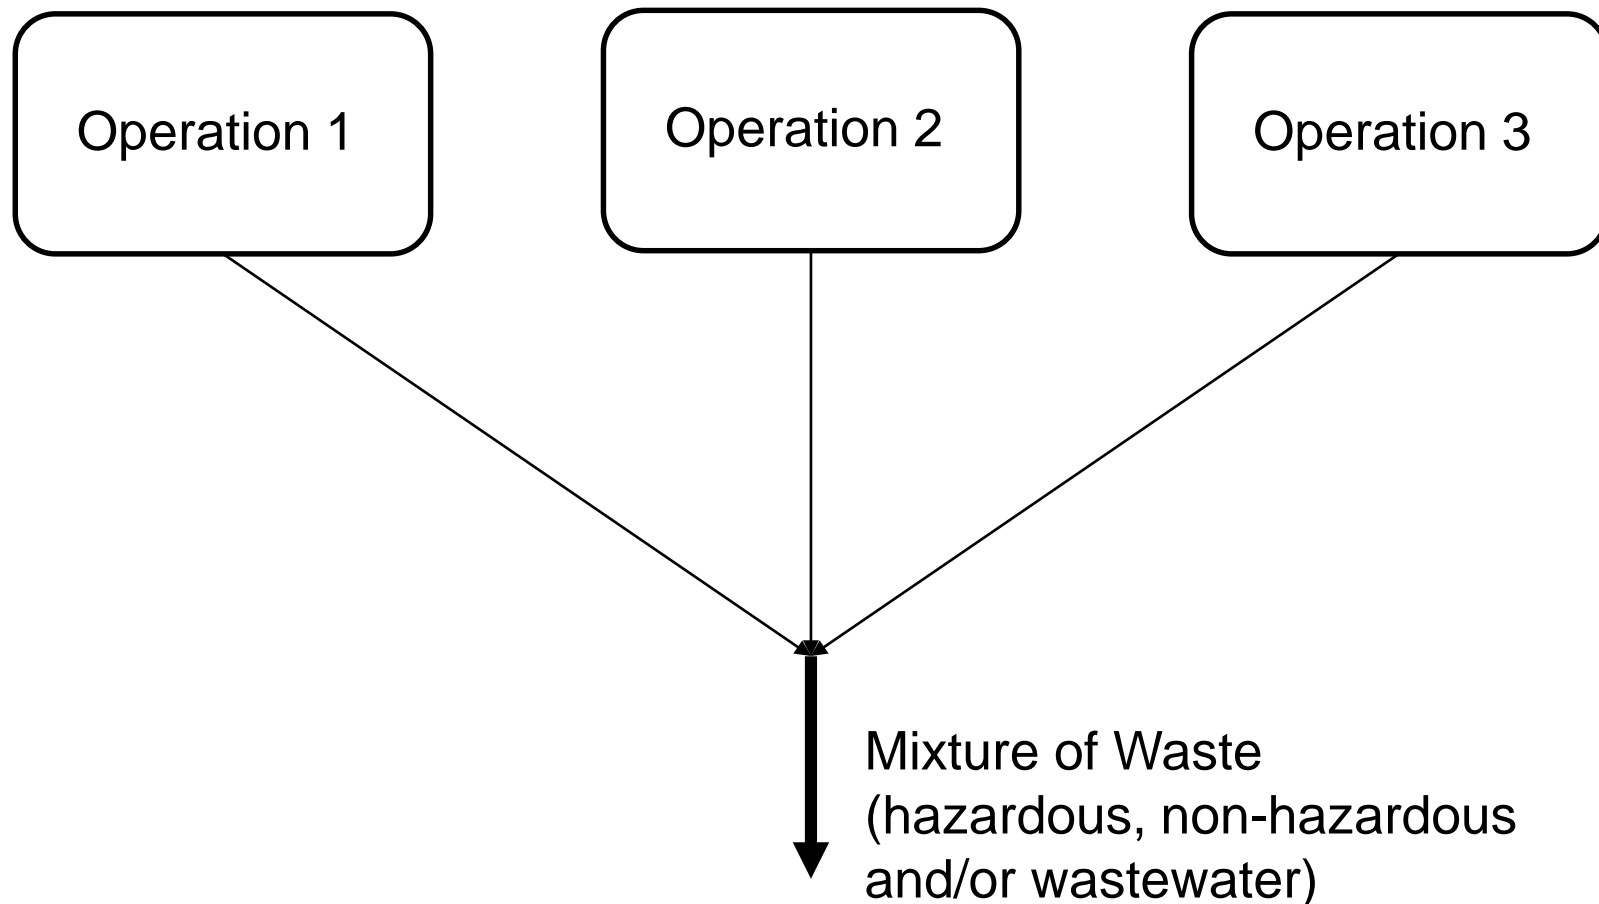 Operation 1
Operation 2
Operation 3
Mixture of Waste
(hazardous, non-hazardous
and/or wastewater)